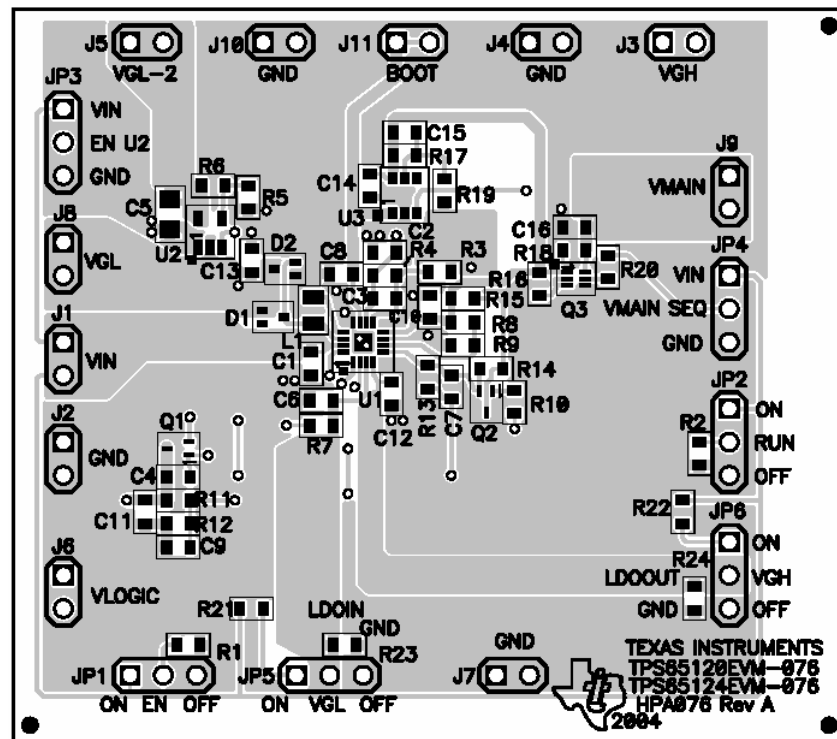 J5 J10 J11 J4 J3
VGL-2 GND BOOT GND VGH
JP3
VIN
EN U2
GND
J8
VGL
J1
VIN
J2
GND
J6
VLOGIC
C15
R17
C14
R19
U3
C2
R6
R5
C5
U2
C13
D2
C8
R4
R3
C3
C10
D1
L1
C1
R15
R8
R9
C6
U1
R14
R7
C12
R13
C7
Q2
R10
C16
R18
R16
R20
Q3
J9
VMAIN
JP4
VIN
VMAIN SEQ
GND
JP2
ON
R2
RUN
OFF
R22
JP6
ON
R24
LDOOUT
VGH
GND
OFF
Q1
C4
R11
C11
R12
C9
R21
LDOIN
GND
R1
R23
JP1
ON EN OFF
JP5
ON VGL OFF
GND
J7
TEXAS INSTRUMENTS
TPS65120EVM-076
TPS65124EVM-076
HPA076 Rev A
2004